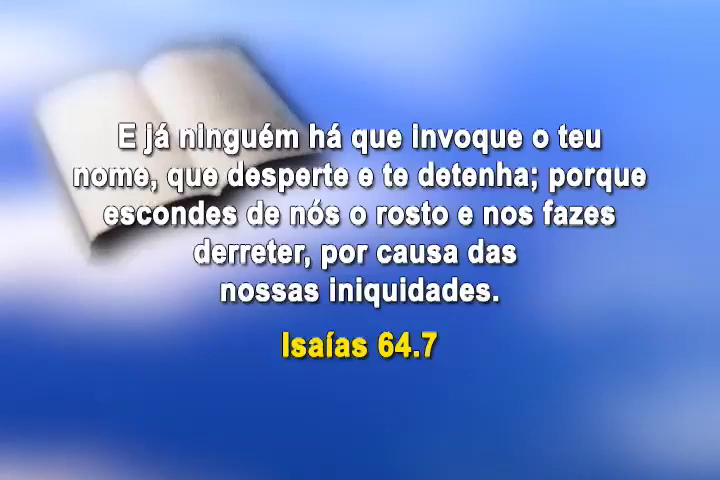 E já ninguém há que invoque o teu
nome, que desperte e te detenha; porque
escondes de nós o rosto e nos fazes
derreter, por causa das
nossas iniquidades.
Isaías 64.7